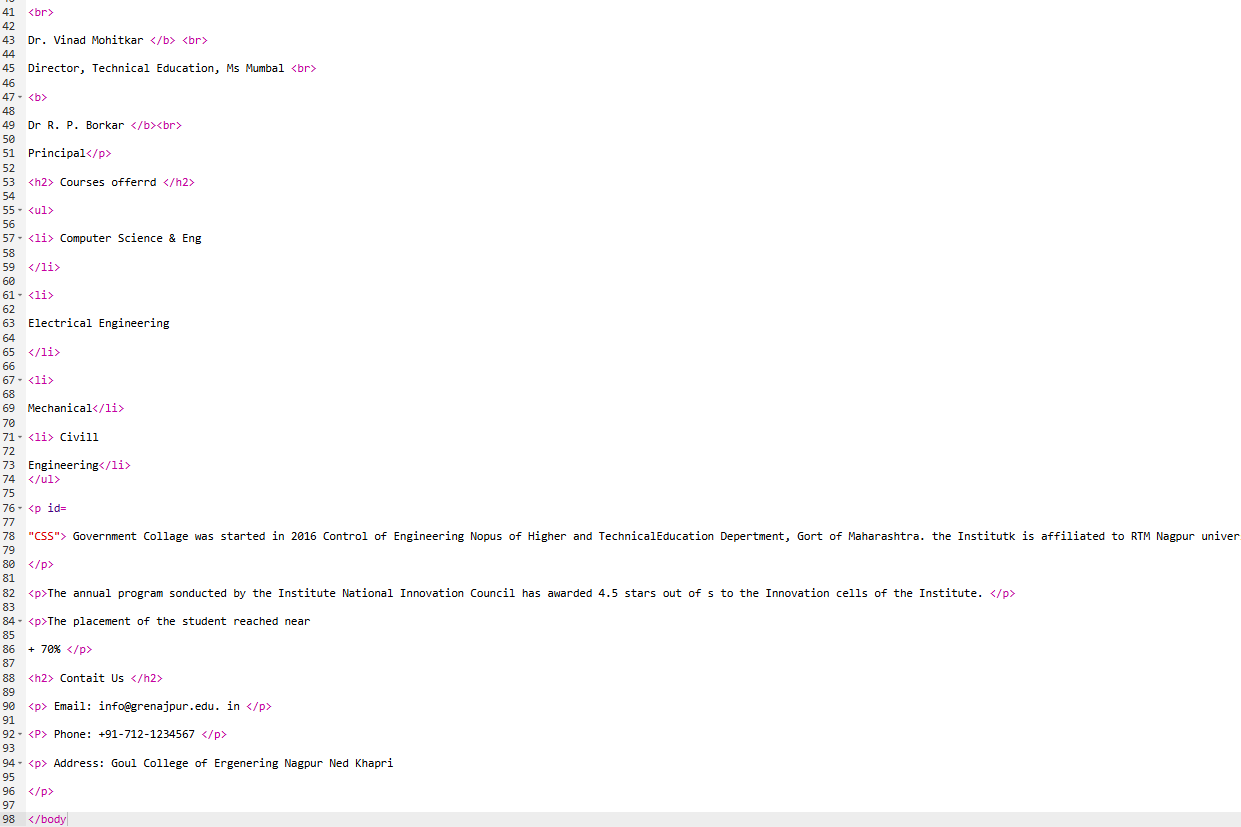 41 <br>
42
43 Dr. Vinad Mohitkar </b> <br>
44
45 Director, Technical Education, Ms Mumbal <br>
46
47 <b>
48
49 Dr R. P. Borkar </b><br>
50
51 Principal</p>
52
53 <h2> Courses offerrd </h2>
54
55 <ul>
56
57 <li> Computer Science & Eng
58
59 </li>
60
61 <li>
62
63 Electrical Engineering
64
65 </li>
66
67 <li>
68
69 Mechanical</li>
70
71 <li> Civill
72
73 Engineering</li>
74 </ul>
75
76 <p id=
77
78 "CSS"> Government Collage was started in 2016 Control of Engineering Nopus of Higher and TechnicalEducation Depertment, Gort of Maharashtra. the Institutk is affiliated to RTM Nagpur univer
79
80 </p>
81
82 <p>The annual program sonducted by the Institute National Innovation Council has awarded 4.5 stars out of s to the Innovation cells of the Institute. </p>
83
84 <p>The placement of the student reached near
85
86 + 70% </p>
87
88 <h2> Contait Us </h2>
89
90 <p> Email: info@grenajpur.edu. in </p>
91
92 <P> Phone: +91-712-1234567 </p>
93
94 <p> Address: Goul College of Ergenering Nagpur Ned Khapri
95
96 </p>
97
98 </body